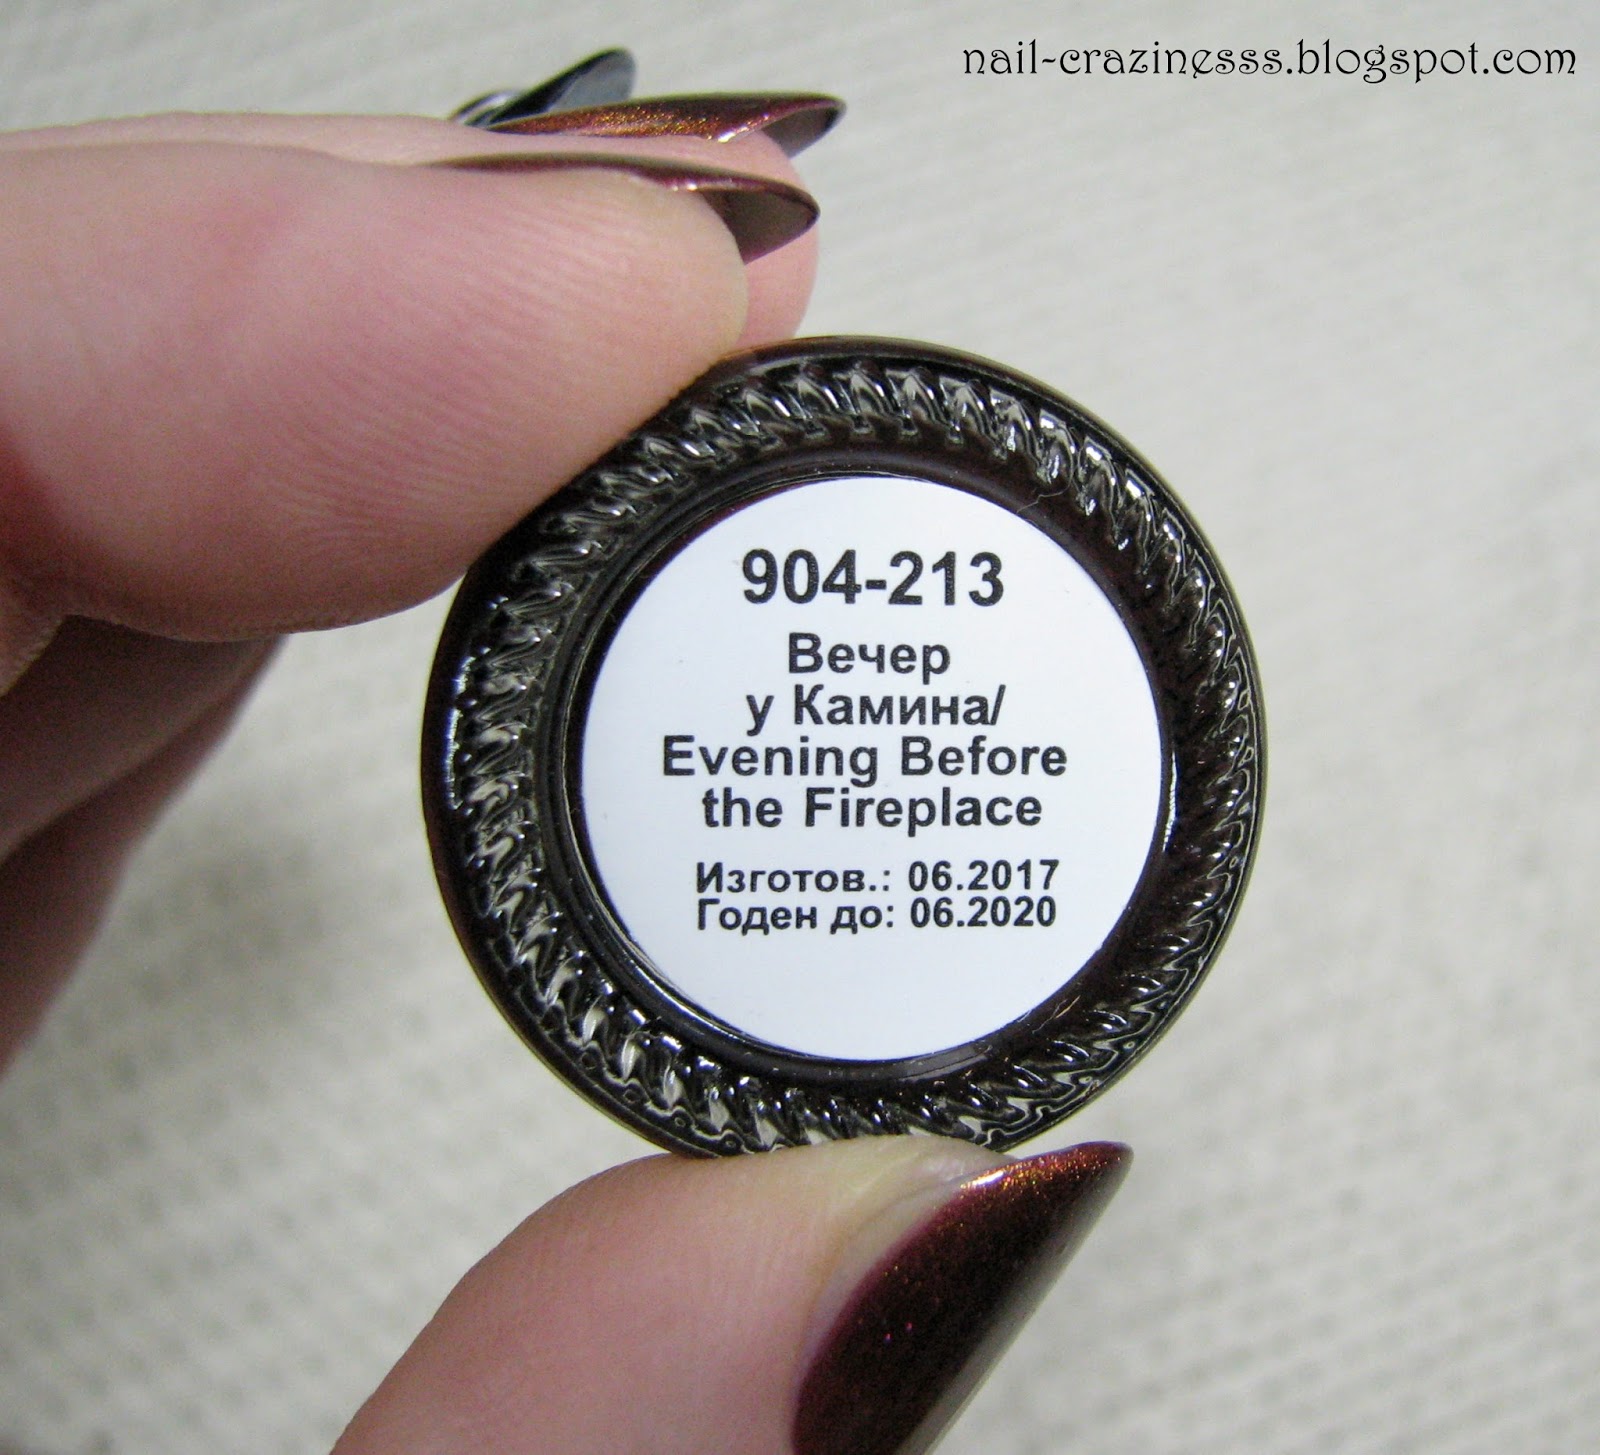 nail-crazinesss.blogspot.com
904-213
Вечер
у Камина/
Evening Before
the Fireplace
Изготов.: 06.2017
Годен до: 06.2020